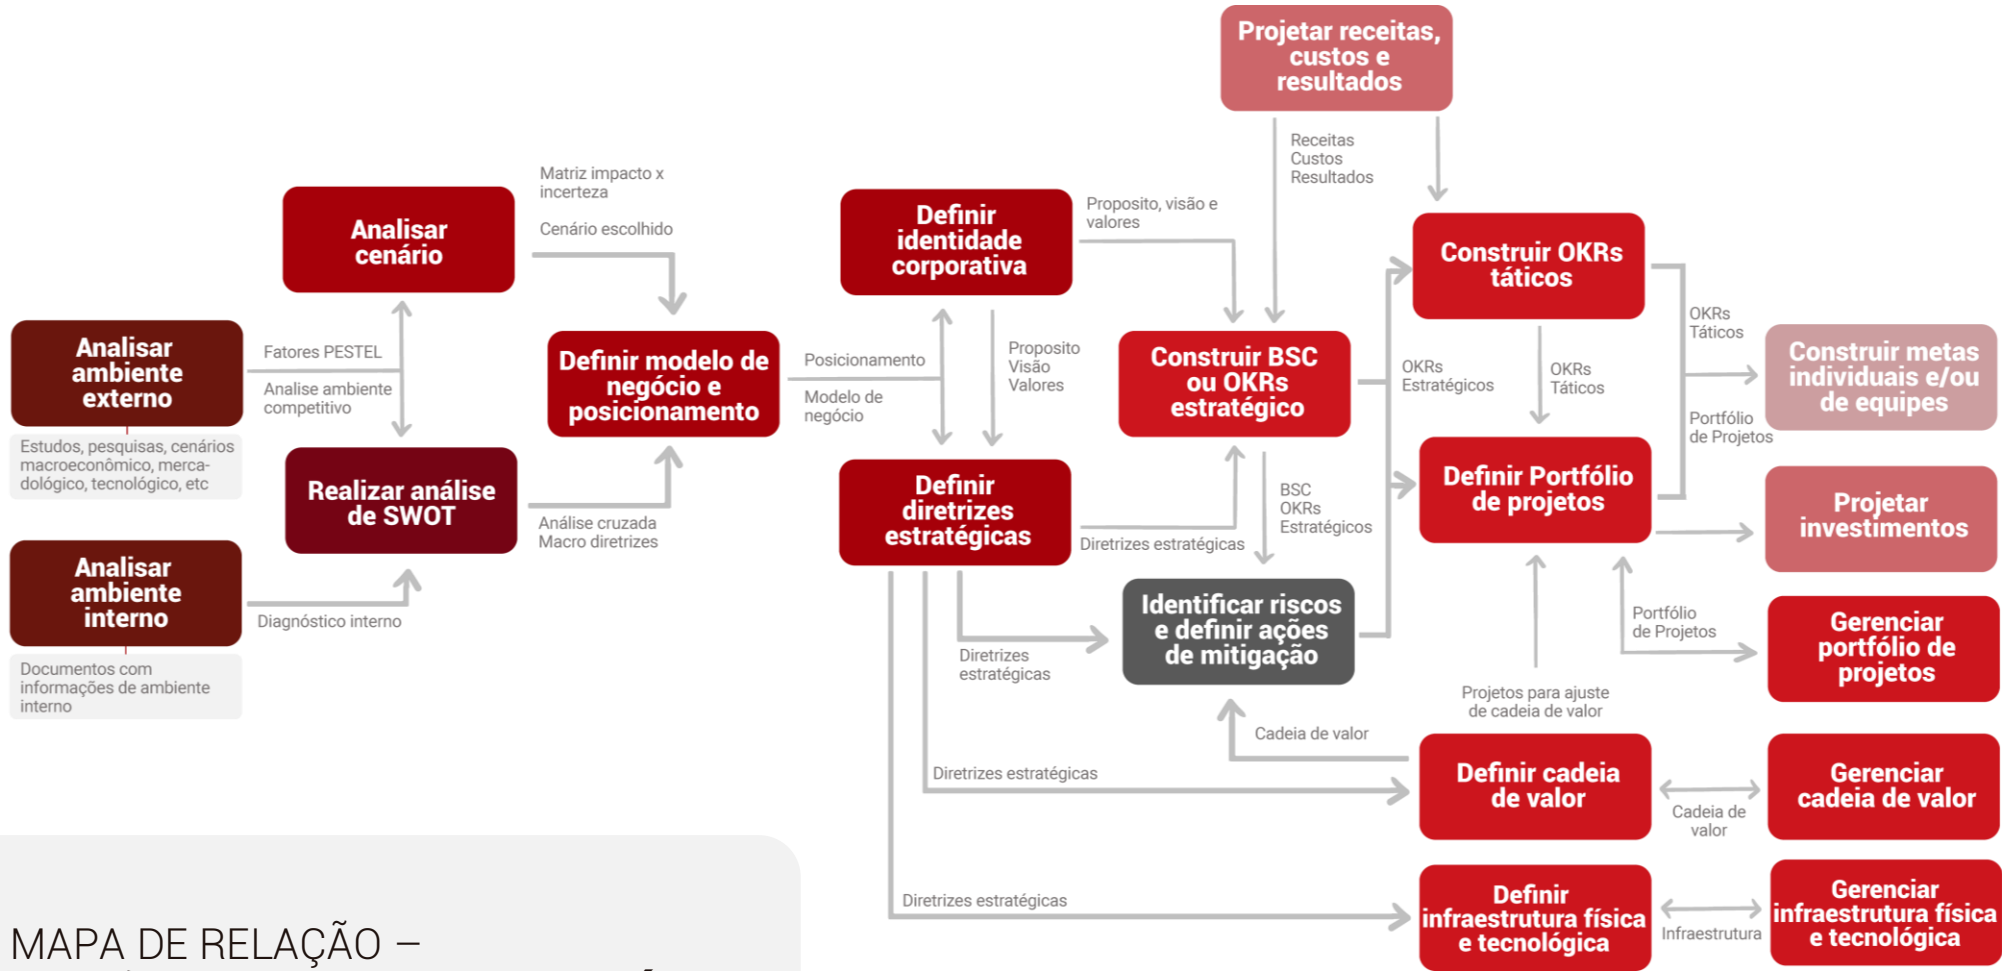 Projetar receitas,
custos e
resultados
Receitas
Custos
Resultados
Matriz impacto x
incerteza
Cenário escolhido
Analisar
cenário
Definir
identidade
corporativa
Proposito, visão e
valores
Construir OKRs
táticos
Analisar
ambiente
externo
Fatores PESTEL
Analise ambiente
competitivo
Estudos, pesquisas, cenários
macroeconômico, merca-
dológico, tecnológico, etc
Definir modelo de
negócio e
posicionamento
Posicionamento
Modelo de
negócio
Proposito
Visão
Valores
Construir BSC
ou OKRs
estratégico
OKRs
Estratégicos
OKRs
Táticos
OKRs
Táticos
Portfólio
de Projetos
Construir metas
individuais e/ou
de equipes
Realizar análise
de SWOT
Análise cruzada
Macro diretrizes
Definir
diretrizes
estratégicas
Diretrizes estratégicas
BSC
OKRs
Estratégicos
Definir Portfólio
de projetos
Projetar
investimentos
Analisar
ambiente
interno
Diagnóstico interno
Documentos com
informações de ambiente
interno
Diretrizes
estratégicas
Identificar riscos
e definir ações
de mitigação
Portfólio
de Projetos
Gerenciar
portfólio de
projetos
Projetos para ajuste
de cadeia de valor
Cadeia de valor
Diretrizes estratégicas
Definir cadeia
de valor
Cadeia de
valor
Gerenciar
cadeia de valor
Diretrizes estratégicas
Definir
infraestrutura física
e tecnológica
Infraestrutura
Gerenciar
infraestrutura física
e tecnológica
MAPA DE RELAÇÃO –